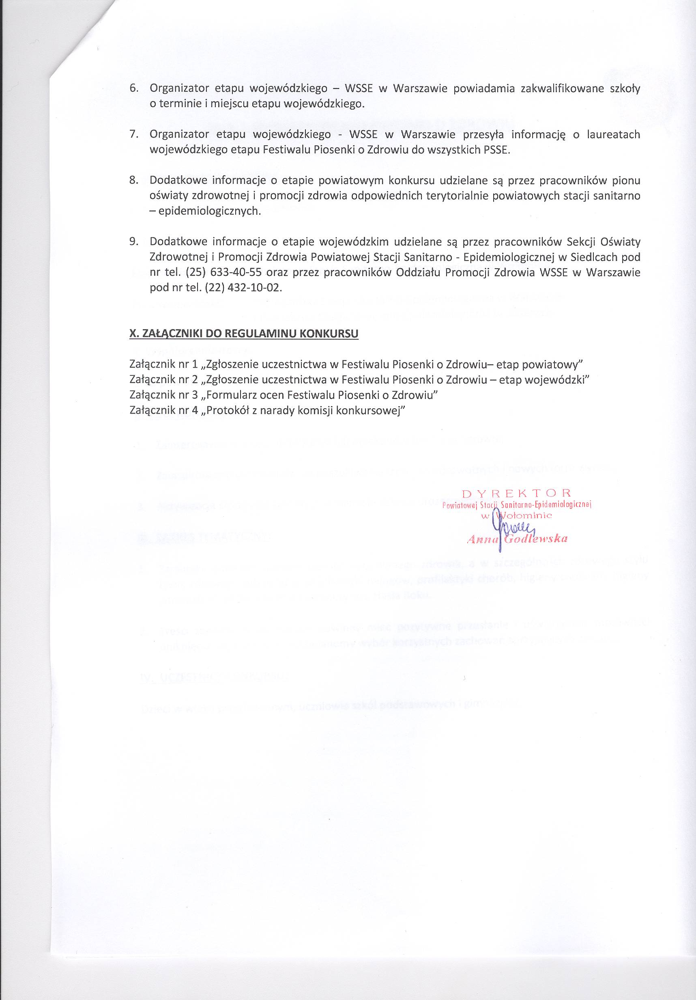 6. Organizator etapu wojewódzkiego – WSSE w Warszawie powiadamia zakwalifikowane szkoły
o terminie i miejscu etapu wojewódzkiego.
7. Organizator etapu wojewódzkiego - WSSE w Warszawie przesyła informację o laureatach
wojewódzkiego etapu Festiwalu Piosenki o Zdrowiu do wszystkich PSSE.
8. Dodatkowe informacje o etapie powiatowym konkursu udzielane są przez pracowników pionu
oświaty zdrowotnej i promocji zdrowia odpowiednich terytorialnie powiatowych stacji sanitarno
– epidemiologicznych.
9. Dodatkowe informacje o etapie wojewódzkim udzielane są przez pracowników Sekcji Oświaty
Zdrowotnej i Promocji Zdrowia Powiatowej Stacji Sanitarno - Epidemiologicznej w Siedlcach pod
nr tel. (25) 633-40-55 oraz przez pracowników Oddziału Promocji Zdrowia WSSE w Warszawie
pod nr tel. (22) 432-10-02.
X. ZAŁĄCZNIKI DO REGULAMINU KONKURSU
Załącznik nr 1 „Zgłoszenie uczestnictwa w Festiwalu Piosenki o Zdrowiu– etap powiatowy”
Załącznik nr 2 „Zgłoszenie uczestnictwa w Festiwalu Piosenki o Zdrowiu – etap wojewódzki”
Załącznik nr 3 „Formularz ocen Festiwalu Piosenki o Zdrowiu”
Załącznik nr 4 „Protokół z narady komisji konkursowej”
DYREKTOR
Powiatowej Stacji Sanitarno-Epidemiologicznej
w Wołominie
Anna Godlewska